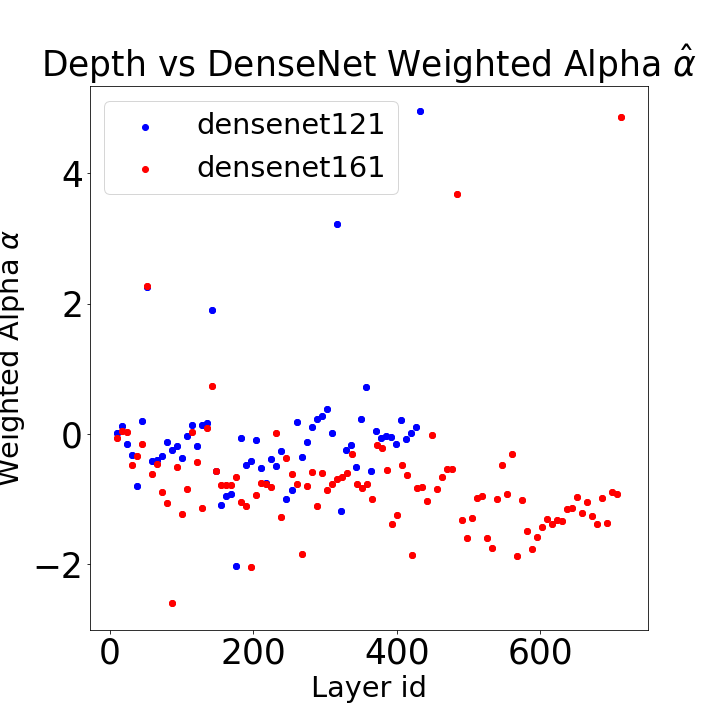 Depth vs DenseNet Weighted Alpha α̂
densenet121
densenet161
4
2
0
−2
Weighted Alpha α
0 200 400 600
Layer id